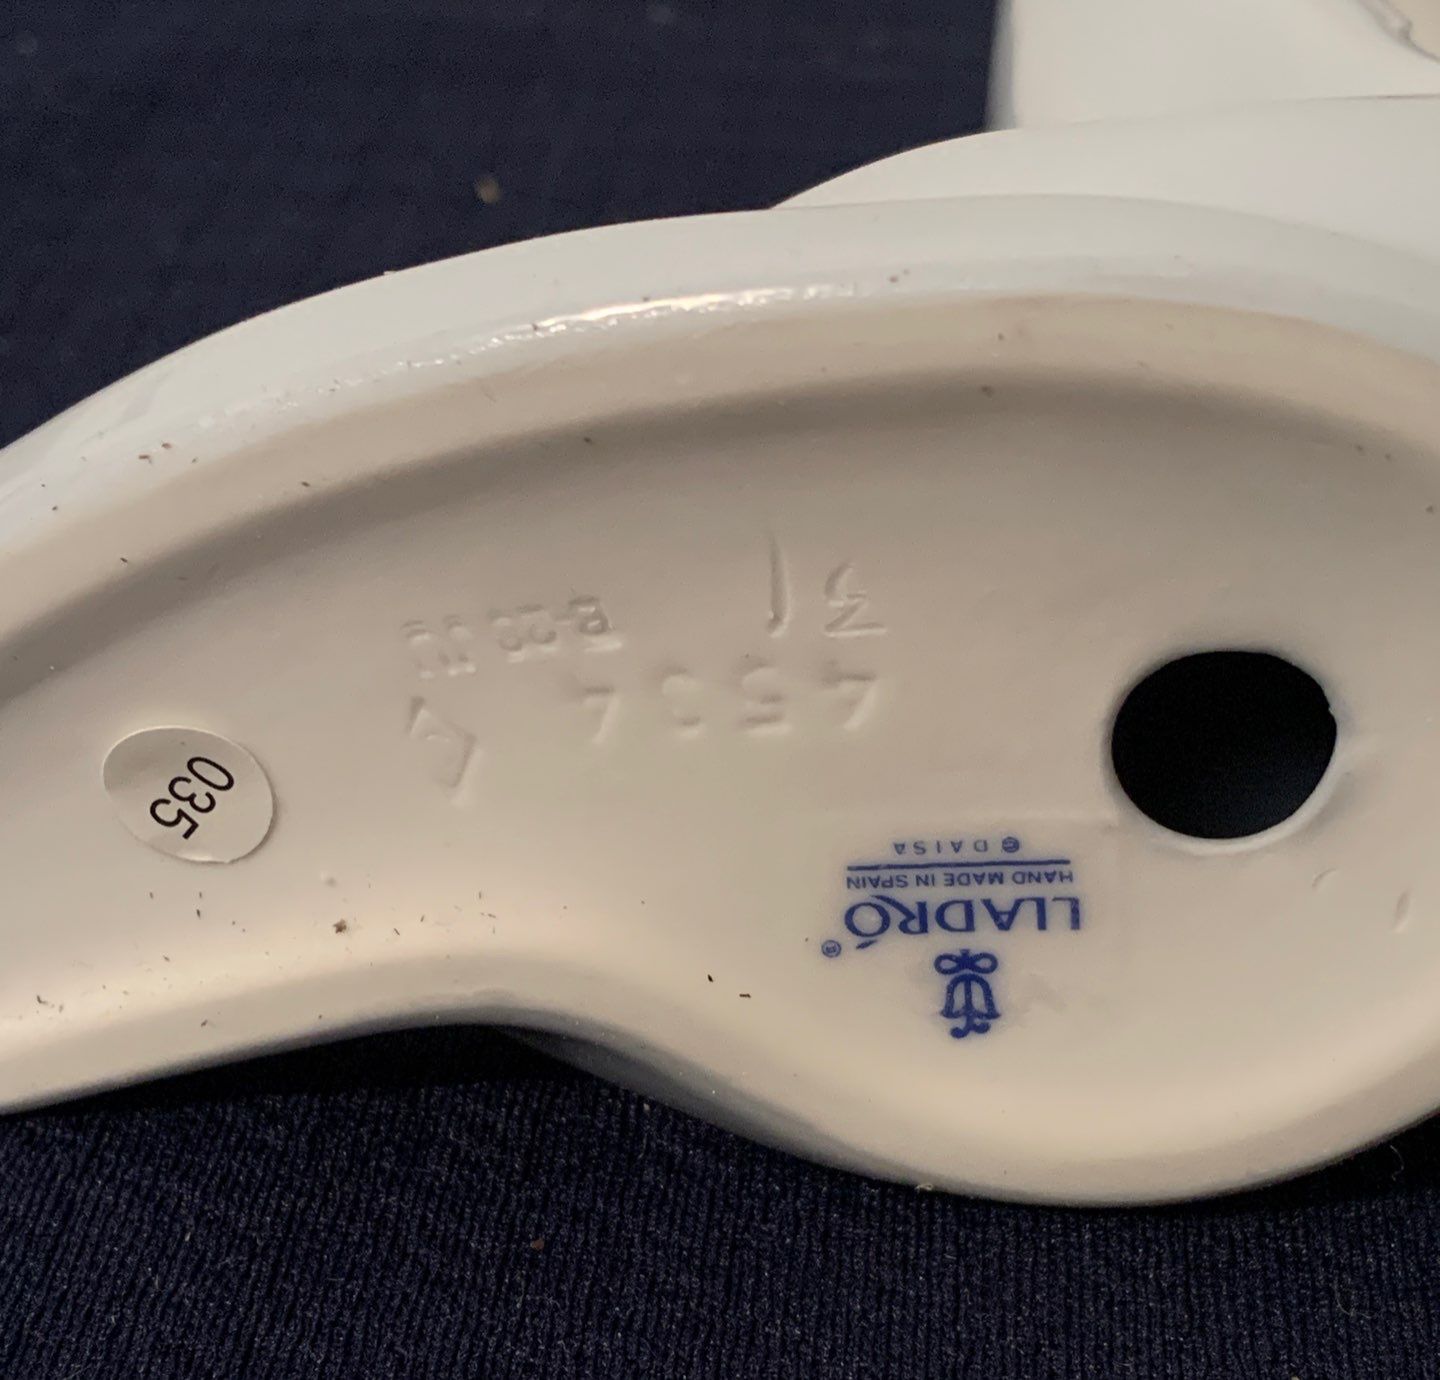 LLADRÓ®
HAND MADE IN SPAIN
© DAISA
4534
035